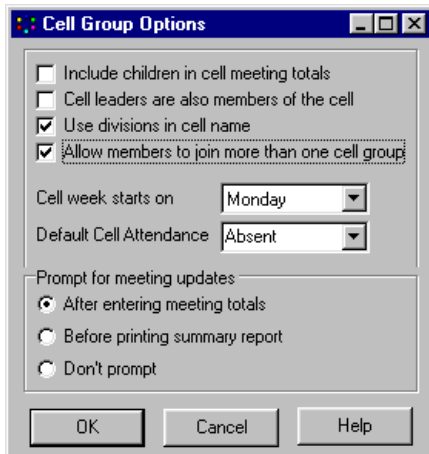 Cell Group Options
Include children in cell meeting totals
Cell leaders are also members of the cell
Use divisions in cell name
Allow members to join more than one cell group
Cell week starts on Monday
Default Cell Attendance Absent
Prompt for meeting updates
After entering meeting totals
Before printing summary report
Don't prompt
OK Cancel Help